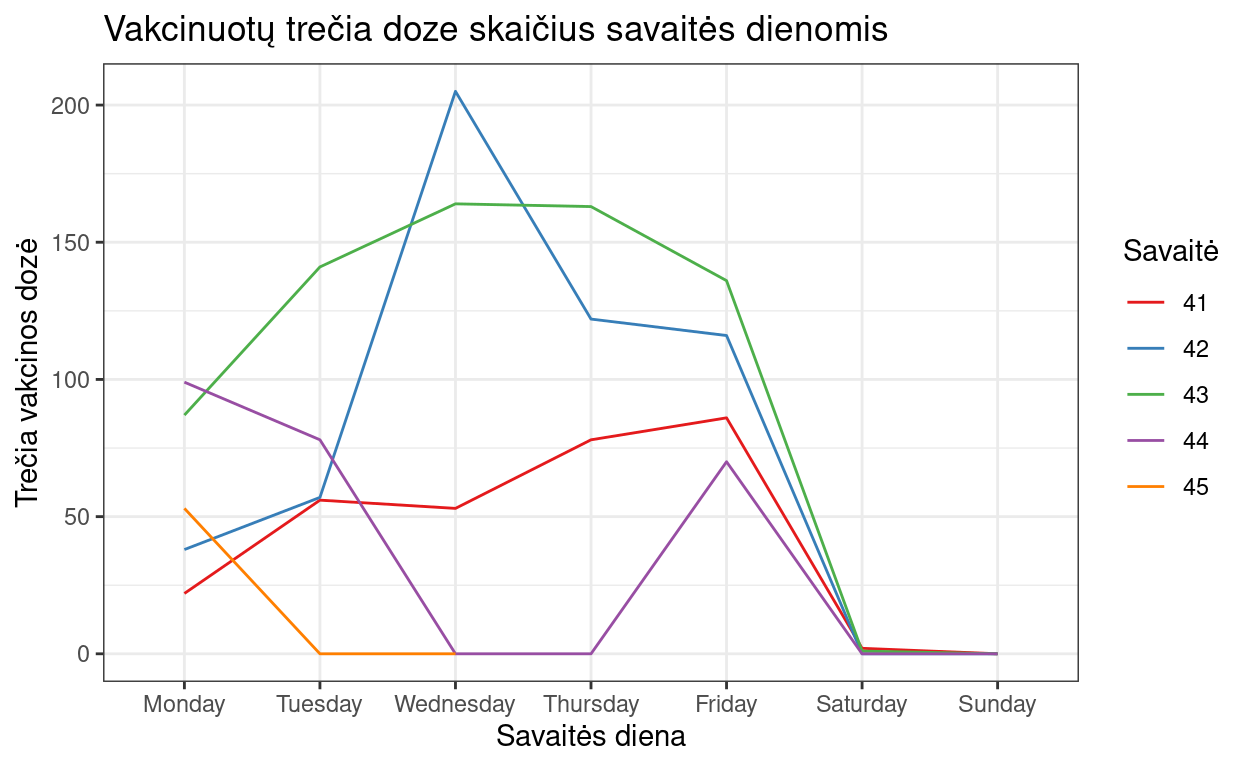 Vakcinuotų trečia doze skaičius savaitės dienomis
Trečia vakcinos dozė
200
150
100
50
0
Monday
Tuesday
Wednesday
Thursday
Friday
Saturday
Sunday
Savaitės diena
Savaitė
41
42
43
44
45